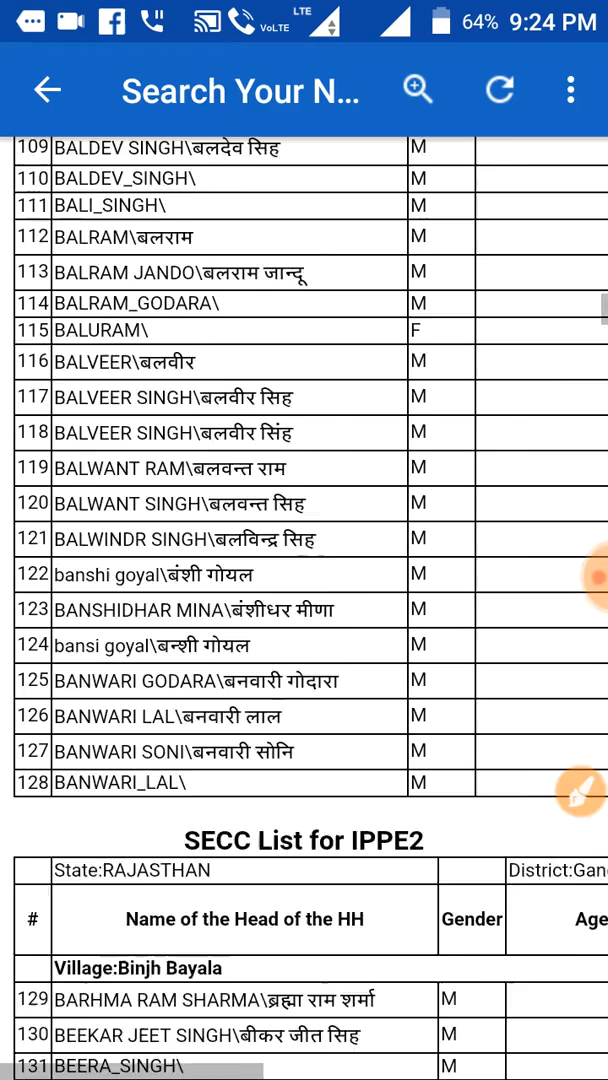 LTE
VoLTE
64% 9:24 PM
Search Your N...
109 BALDEV SINGH\बलदेव सिह M
110 BALDEV_SINGH\ M
111 BALI_SINGH\ M
112 BALRAM\बलराम M
113 BALRAM JANDO\बलराम जान्दू M
114 BALRAM_GODARA\ M
115 BALURAM\ F
116 BALVEER\बलवीर M
117 BALVEER SINGH\बलवीर सिह M
118 BALVEER SINGH\बलवीर सिंह M
119 BALWANT RAM\बलवन्त राम M
120 BALWANT SINGH\बलवन्त सिह M
121 BALWINDR SINGH\बलविन्द्र सिह M
122 banshi goyal\बंशी गोयल M
123 BANSHIDHAR MINA\बंशीधर मीणा M
124 bansi goyal\बन्शी गोयल M
125 BANWARI GODARA\बनवारी गोदारा M
126 BANWARI LAL\बनवारी लाल M
127 BANWARI SONI\बनवारी सोनि M
128 BANWARI_LAL\ M
SECC List for IPPE2
State:RAJASTHAN District:Gan
# Name of the Head of the HH Gender Age
Village:Binjh Bayala
129 BARHMA RAM SHARMA\ब्रह्मा राम शर्मा M
130 BEEKAR JEET SINGH\बीकर जीत सिह M
131 BEERA_SINGH\ M